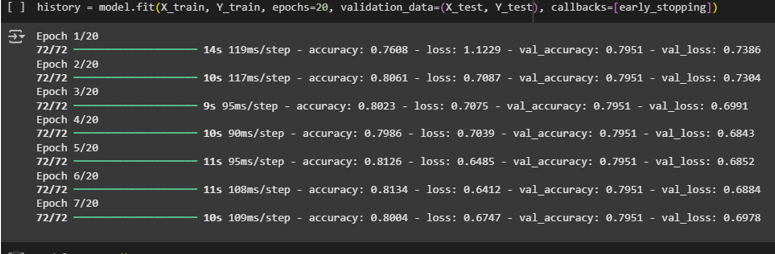 [ ] history = model.fit(X_train, Y_train, epochs=20, validation_data=(X_test, Y_test), callbacks=[early_stopping])
Epoch 1/20
72/72 ━━━━━━━━━━━━━━━━━━━━ 14s 119ms/step - accuracy: 0.7608 - loss: 1.1229 - val_accuracy: 0.7951 - val_loss: 0.7386
Epoch 2/20
72/72 ━━━━━━━━━━━━━━━━━━━━ 10s 117ms/step - accuracy: 0.8061 - loss: 0.7087 - val_accuracy: 0.7951 - val_loss: 0.7304
Epoch 3/20
72/72 ━━━━━━━━━━━━━━━━━━━━ 9s 95ms/step - accuracy: 0.8023 - loss: 0.7075 - val_accuracy: 0.7951 - val_loss: 0.6991
Epoch 4/20
72/72 ━━━━━━━━━━━━━━━━━━━━ 10s 90ms/step - accuracy: 0.7986 - loss: 0.7039 - val_accuracy: 0.7951 - val_loss: 0.6843
Epoch 5/20
72/72 ━━━━━━━━━━━━━━━━━━━━ 11s 95ms/step - accuracy: 0.8126 - loss: 0.6485 - val_accuracy: 0.7951 - val_loss: 0.6852
Epoch 6/20
72/72 ━━━━━━━━━━━━━━━━━━━━ 11s 108ms/step - accuracy: 0.8134 - loss: 0.6412 - val_accuracy: 0.7951 - val_loss: 0.6884
Epoch 7/20
72/72 ━━━━━━━━━━━━━━━━━━━━ 10s 109ms/step - accuracy: 0.8004 - loss: 0.6747 - val_accuracy: 0.7951 - val_loss: 0.6978